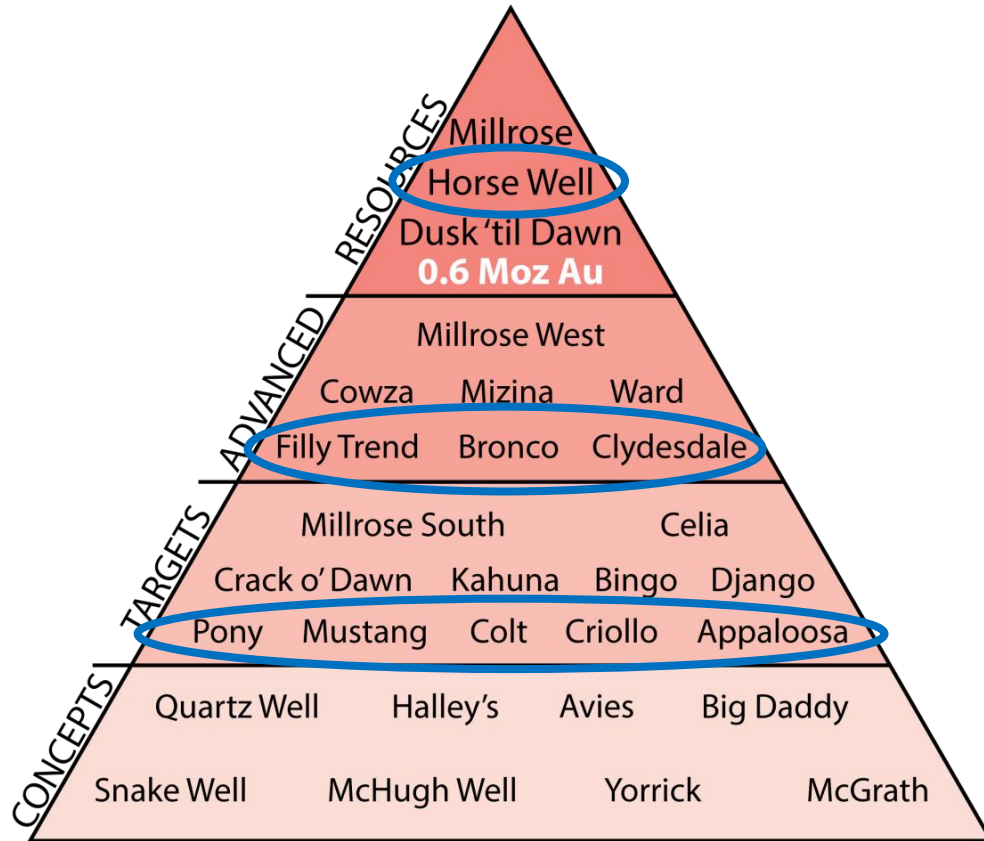 RESOURCES
Millrose
Horse Well
Dusk ‘til Dawn
0.6 Moz Au
ADVANCED
Millrose West
Cowza Mizina Ward
Filly Trend Bronco Clydesdale
TARGETS
Millrose South Celia
Crack o’ Dawn Kahuna Bingo Django
Pony Mustang Colt Criollo Appaloosa
CONCEPTS
Quartz Well Halley’s Avies Big Daddy
Snake Well McHugh Well Yorrick McGrath